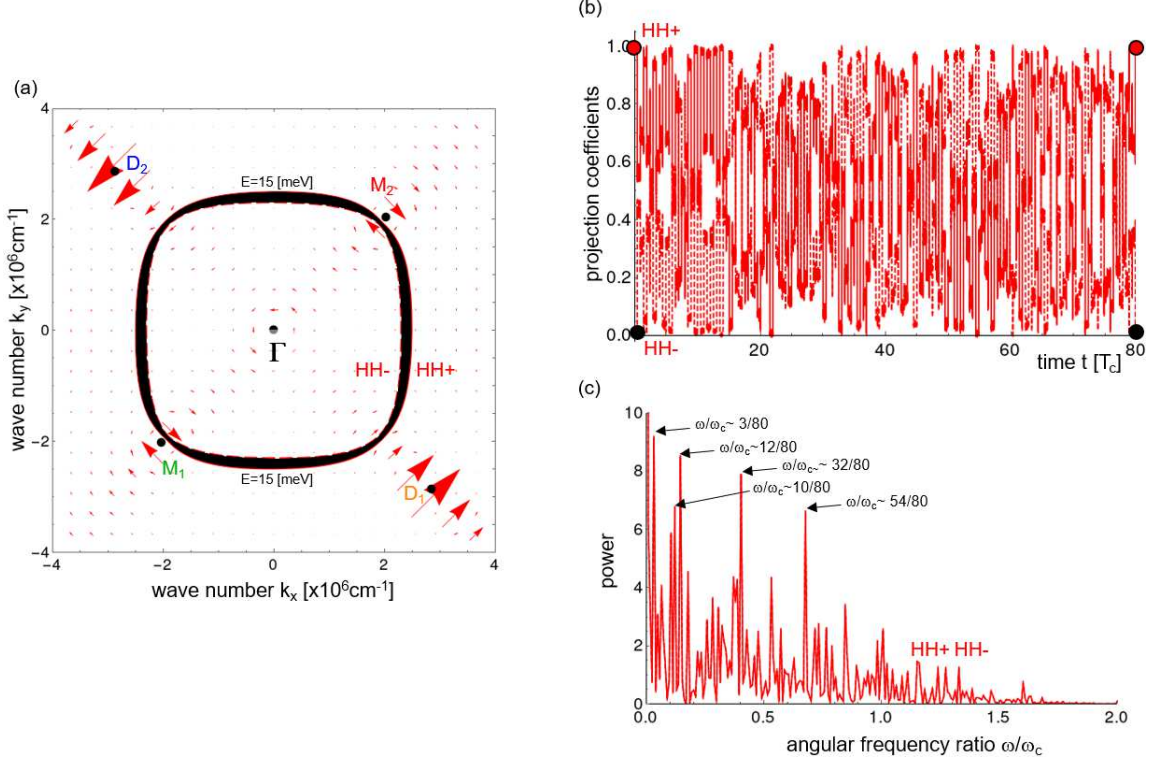 (a)
wave number ky [x10⁶cm⁻¹]
4
2
0
−2
−4
−4
−2
0
2
4
wave number kx [x10⁶cm⁻¹]
D2
E=15 [meV]
M2
Γ
HH- HH+
M1
E=15 [meV]
D1
(b)
projection coefficients
1.0
0.8
0.6
0.4
0.2
0.0
HH+
HH-
20
40
60
80
time t [Tc]
(c)
power
10
8
6
4
2
0
ω/ωc~ 3/80
ω/ωc~12/80
ω/ωc~~ 32/80
ω/ωc~10/80
ω/ωc~ 54/80
HH+ HH-
0.0
0.5
1.0
1.5
2.0
angular frequency ratio ω/ωc